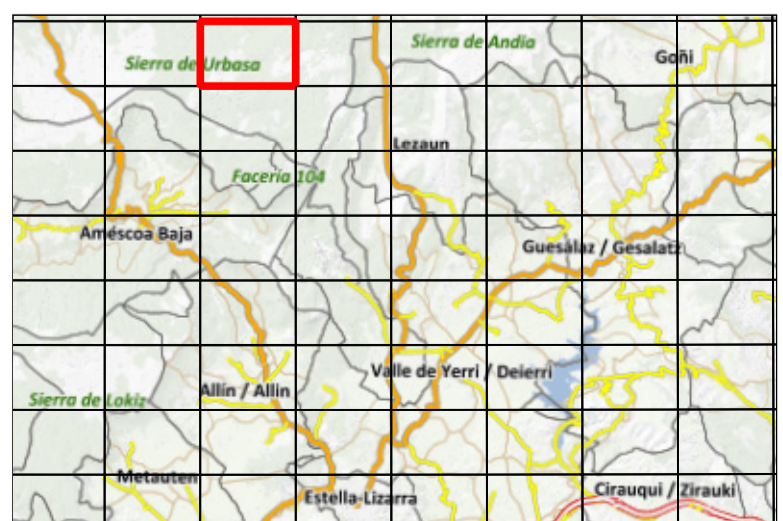 Sierra de Andia
Goñi
Sierra de Urbasa
Lezaun
Facería 104
Améscoa Baja
Guesálaz / Gesalatz
Valle de Yerri / Deierri
Allín / Allin
Sierra de Lokiz
Metauten
Estella-Lizarra
Cirauqui / Zirauki